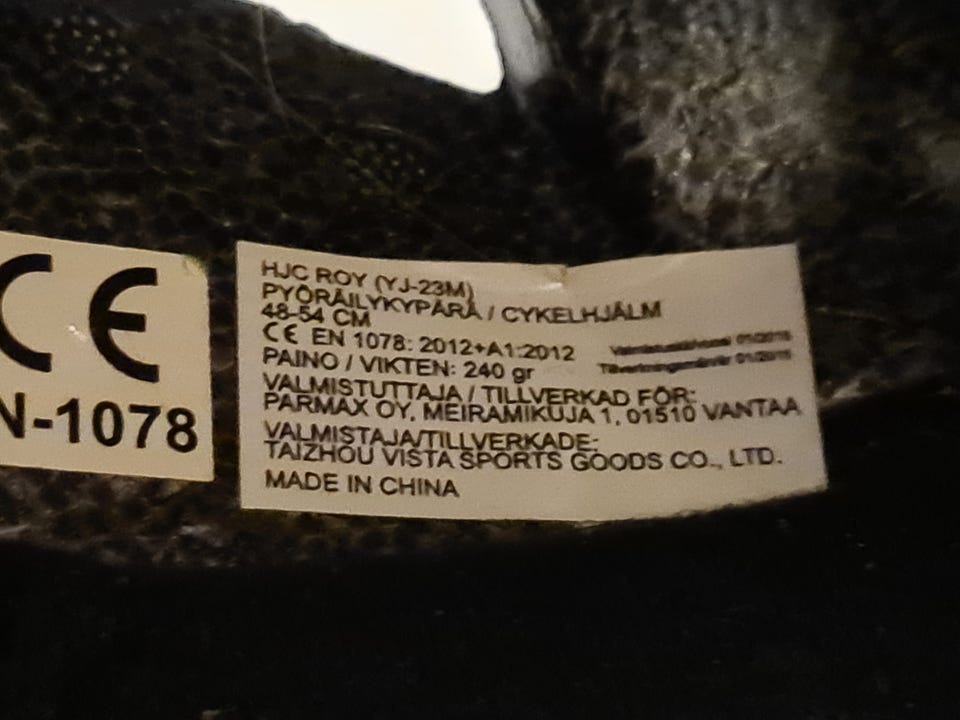 CE
N-1078
HJC ROY (YJ-23M)
PYÖRÄILYKYPÄRÄ / CYKELHJÄLM
48-54 CM
CE EN 1078: 2012+A1:2012
PAINO / VIKTEN: 240 gr
VALMISTUTTAJA / TILLVERKAD FÖR:
PARMAX OY, MEIRAMIKUJA 1, 01510 VANTAA
VALMISTAJA/TILLVERKADE:
TAIZHOU VISTA SPORTS GOODS CO., LTD.
MADE IN CHINA